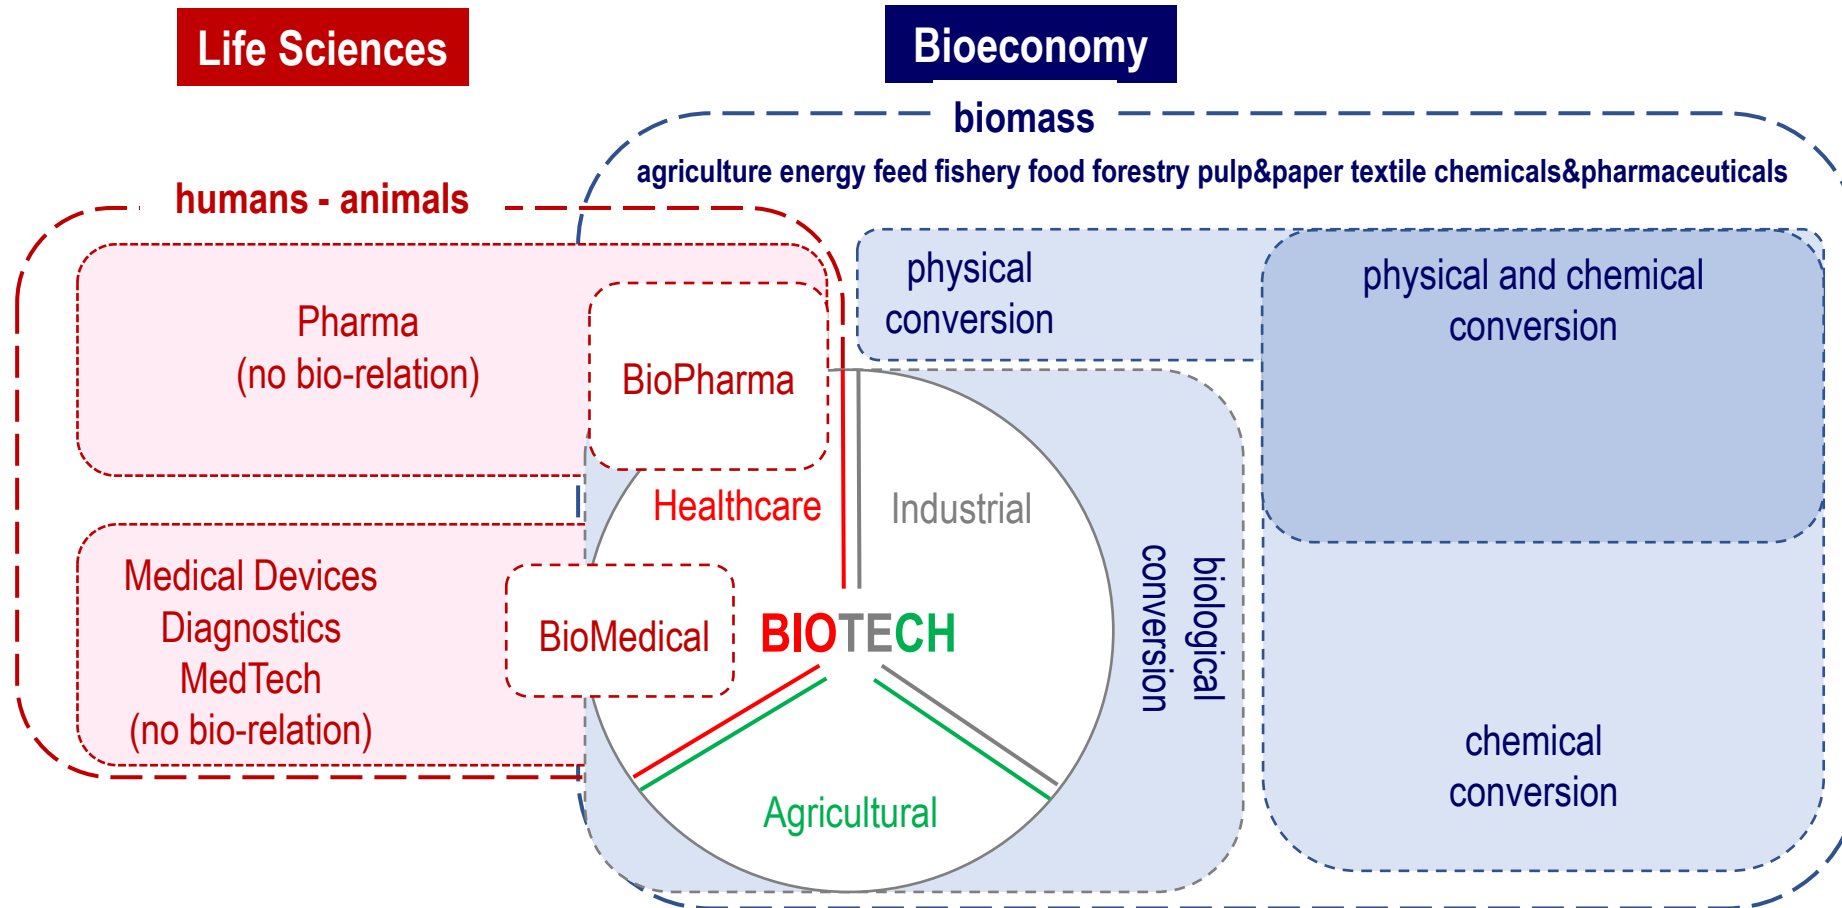 Life Sciences
Bioeconomy
biomass
agriculture energy feed fishery food forestry pulp&paper textile chemicals&pharmaceuticals
humans - animals
Pharma
(no bio-relation)
BioPharma
physical
conversion
physical and chemical
conversion
Healthcare
Industrial
Medical Devices
Diagnostics
MedTech
(no bio-relation)
BioMedical
BIOTECH
biological
conversion
Agricultural
chemical
conversion